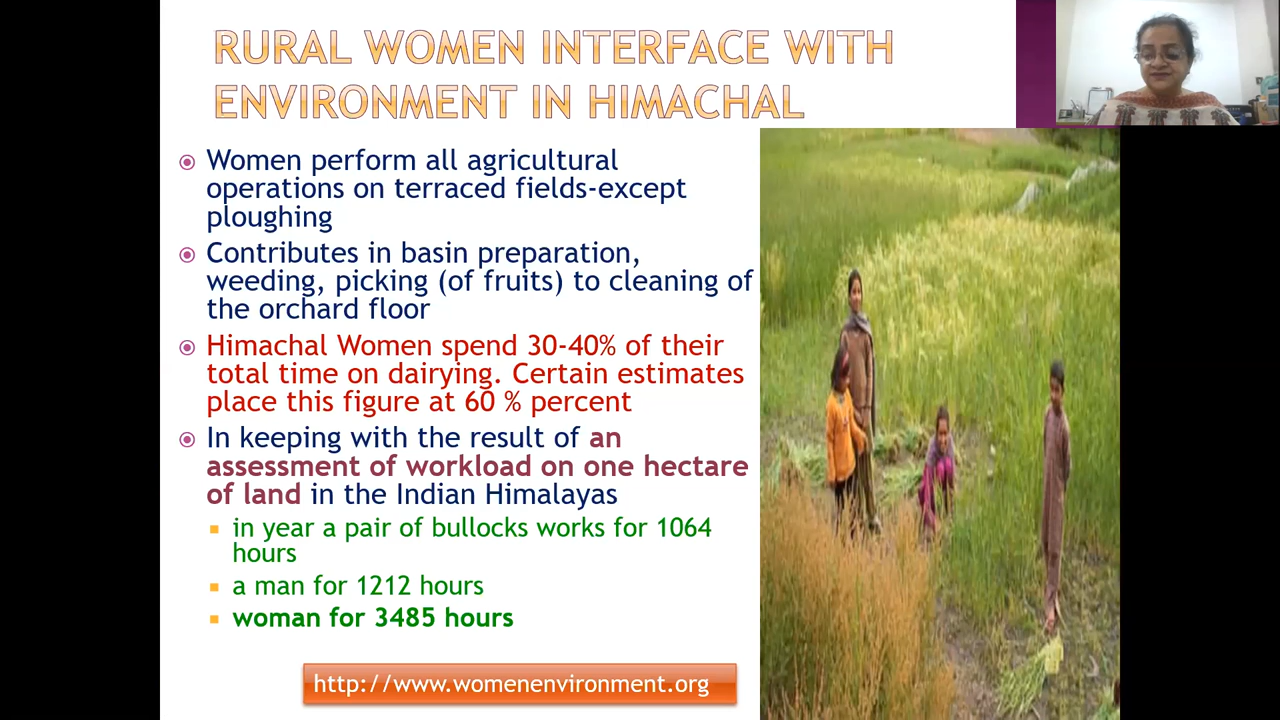 RURAL WOMEN INTERFACE WITH
ENVIRONMENT IN HIMACHAL
Women perform all agricultural
operations on terraced fields-except
ploughing
Contributes in basin preparation,
weeding, picking (of fruits) to cleaning of
the orchard floor
Himachal Women spend 30-40% of their
total time on dairying. Certain estimates
place this figure at 60 % percent
In keeping with the result of an
assessment of workload on one hectare
of land in the Indian Himalayas
in year a pair of bullocks works for 1064
hours
a man for 1212 hours
woman for 3485 hours
http://www.womenenvironment.org